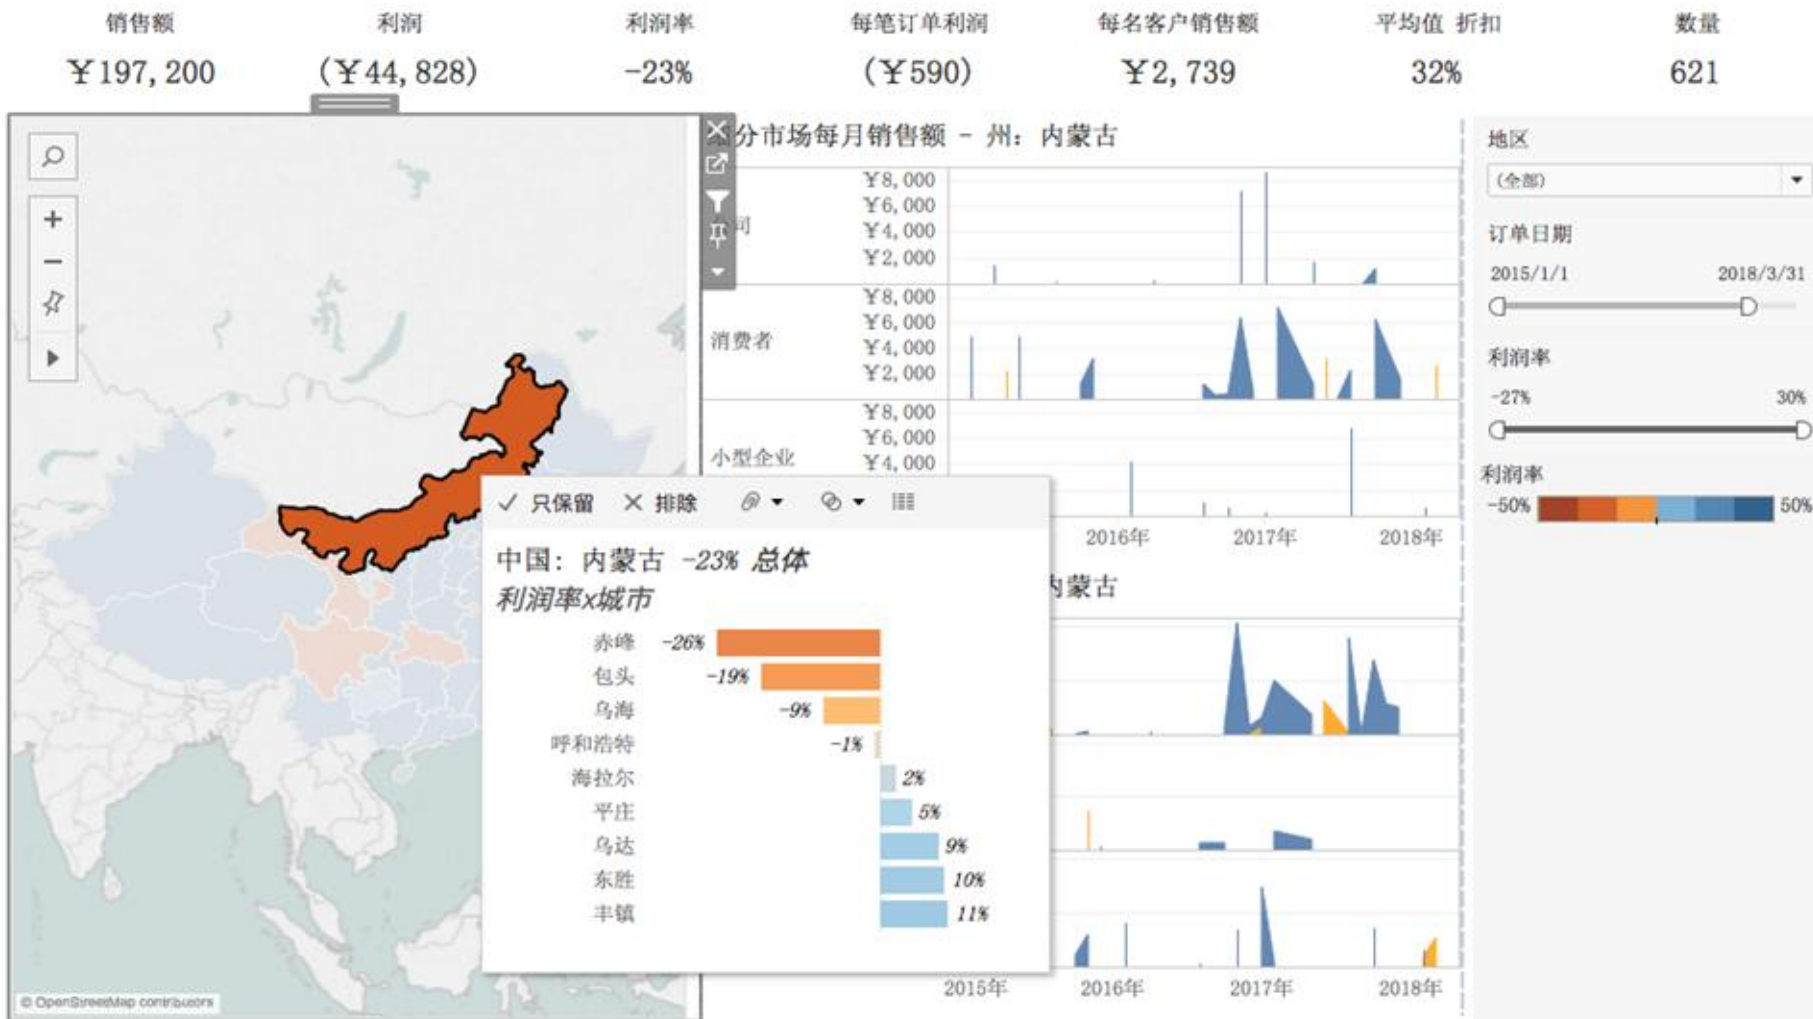 销售额 利润 利润率 每笔订单利润 每名客户销售额 平均值 折扣 数量
¥197,200 (¥44,828) -23% (¥590) ¥2,739 32% 621
分市场每月销售额 - 州: 内蒙古
司
¥8,000
¥6,000
¥4,000
¥2,000
消费者
¥8,000
¥6,000
¥4,000
¥2,000
小型企业
¥8,000
¥6,000
¥4,000
2016年 2017年 2018年
内蒙古
2015年 2016年 2017年 2018年
只保留 排除
中国: 内蒙古 -23% 总体
利润率x城市
赤峰 -26%
包头 -19%
乌海 -9%
呼和浩特 -1%
海拉尔 2%
平庄 5%
乌达 9%
东胜 10%
丰镇 11%
地区
(全部)
订单日期
2015/1/1 2018/3/31
利润率
-27% 30%
利润率
-50% 50%
© OpenStreetMap contributors